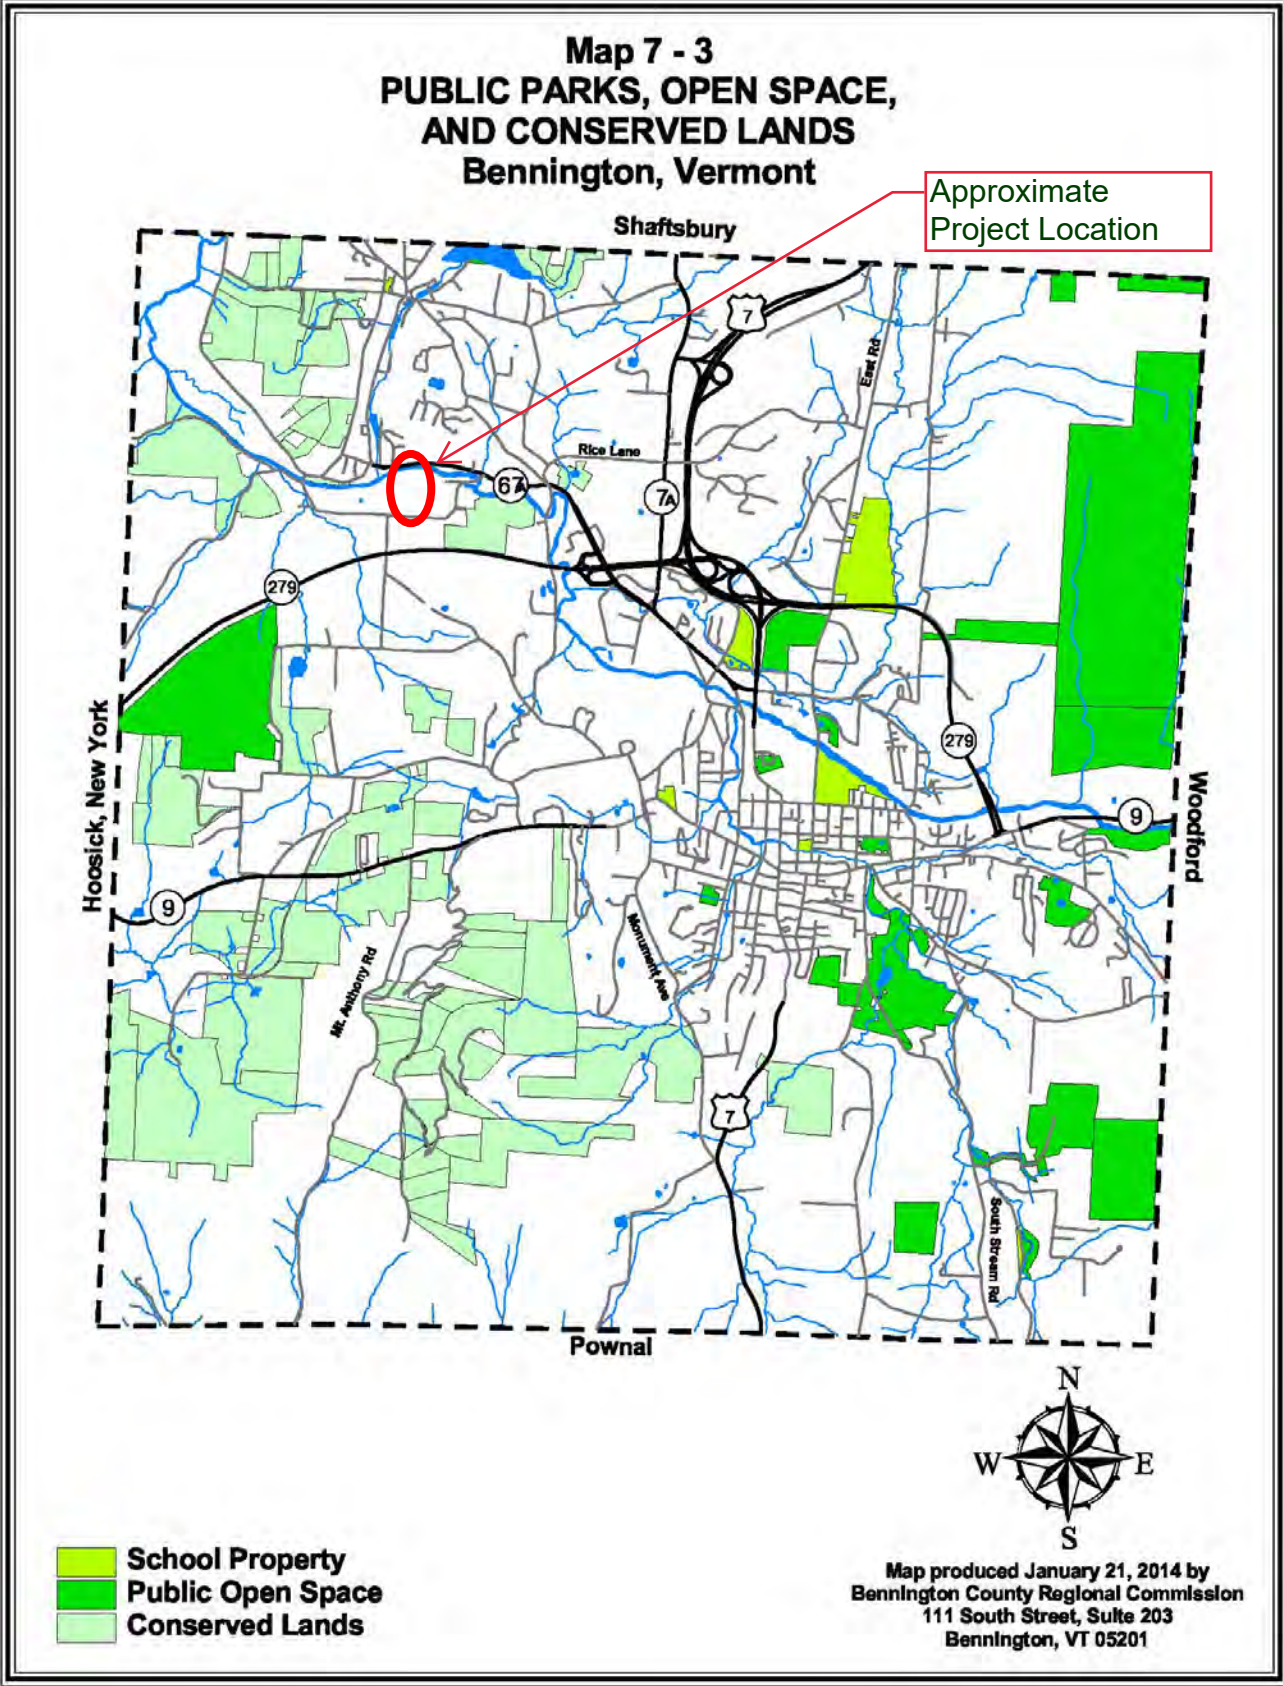 Map 7 - 3
PUBLIC PARKS, OPEN SPACE,
AND CONSERVED LANDS
Bennington, Vermont
Approximate
Project Location
Shaftsbury
7
East Rd
Rice Lane
67A
7A
279
Hoosick, New York
279
Woodford
9
9
Mt. Anthony Rd
Monument Ave
7
South Stream Rd
Pownal
N
W
E
S
School Property
Public Open Space
Conserved Lands
Map produced January 21, 2014 by
Bennington County Regional Commission
111 South Street, Suite 203
Bennington, VT 05201